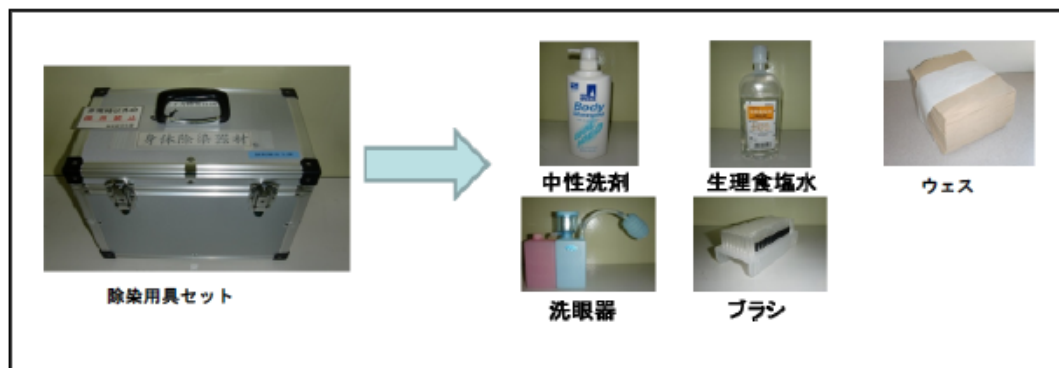 身体除染器材
除染用具セット
Body
中性洗剤
生理食塩水
ウェス
洗眼器
ブラシ